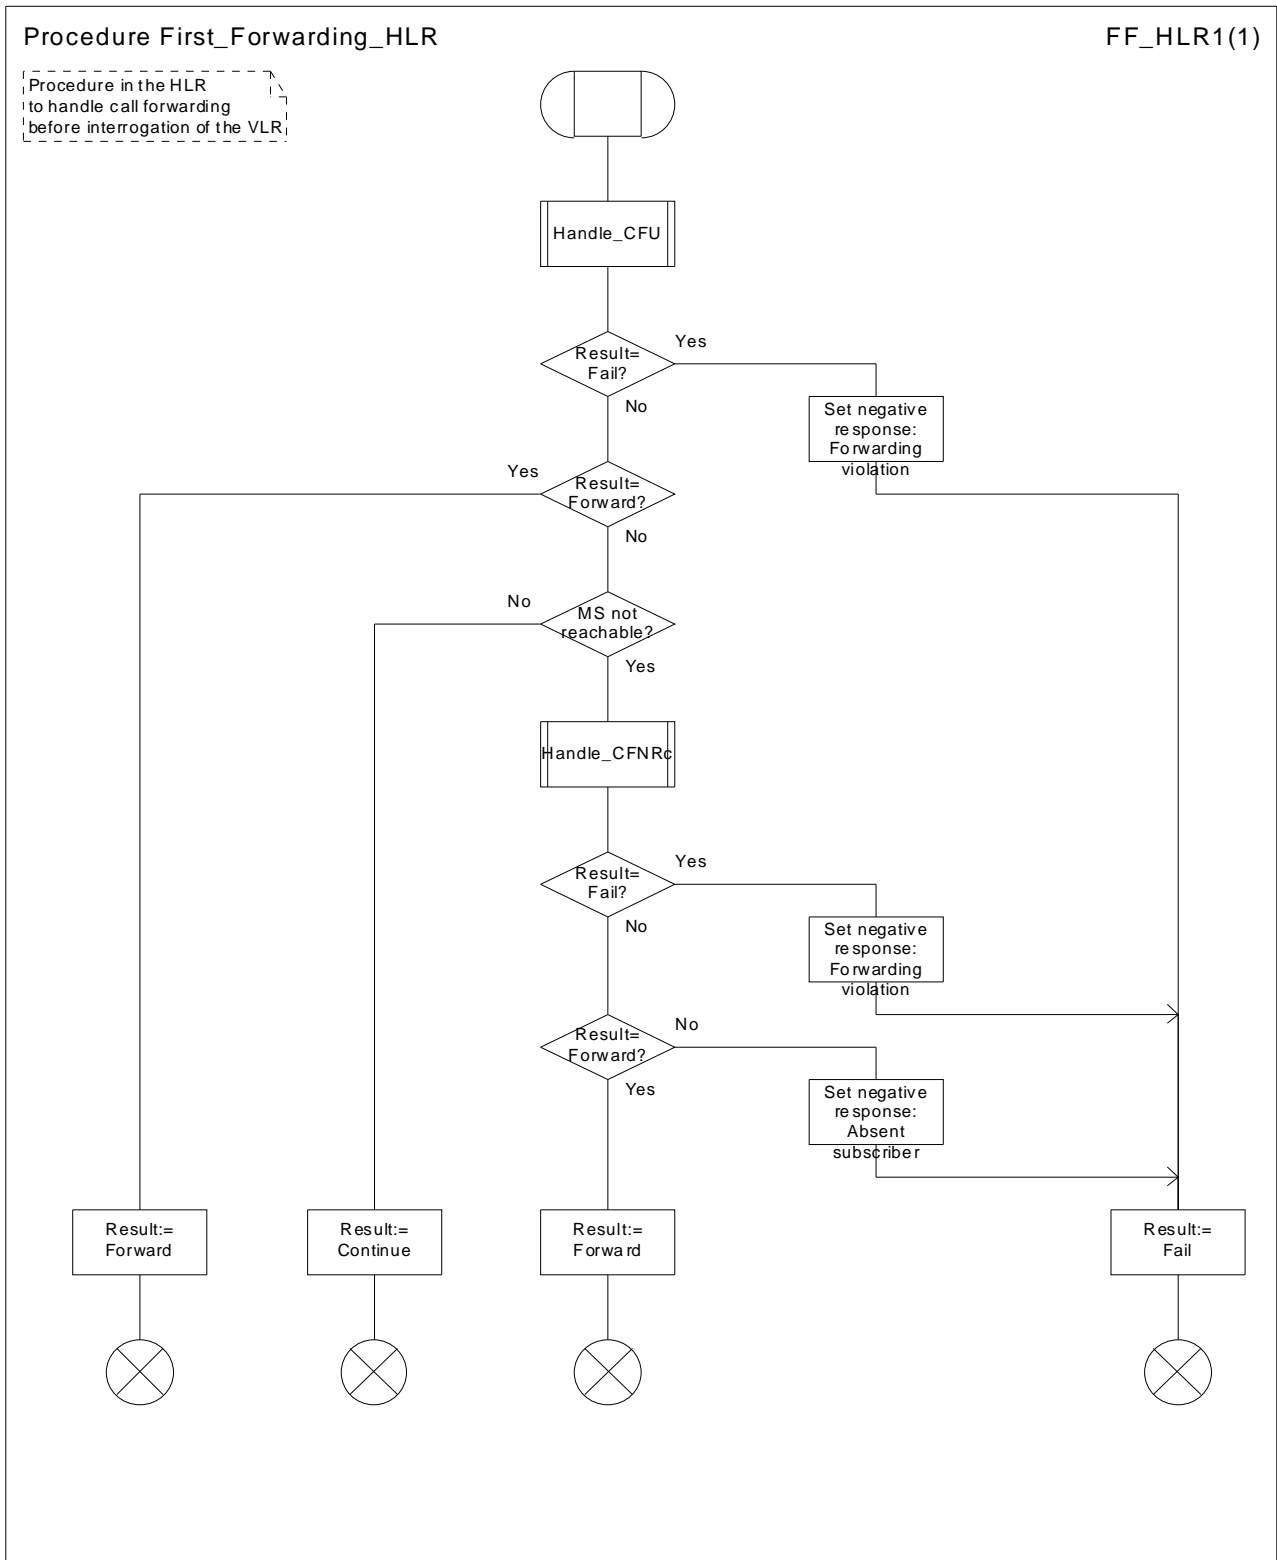 Procedure First_Forwarding_HLR
FF_HLR1(1)
Procedure in the HLR
to handle call forwarding
before interrogation of the VLR
Handle_CFU
Result=
Fail?
Yes
No
Set negative
response:
Forwarding
violation
Yes
Result=
Forward?
No
No
MS not
reachable?
Yes
Handle_CFNRc
Result=
Fail?
Yes
No
Set negative
response:
Forwarding
violation
Result=
Forward?
No
Yes
Set negative
response:
Absent
subscriber
Result:=
Forward
Result:=
Continue
Result:=
Forward
Result:=
Fail